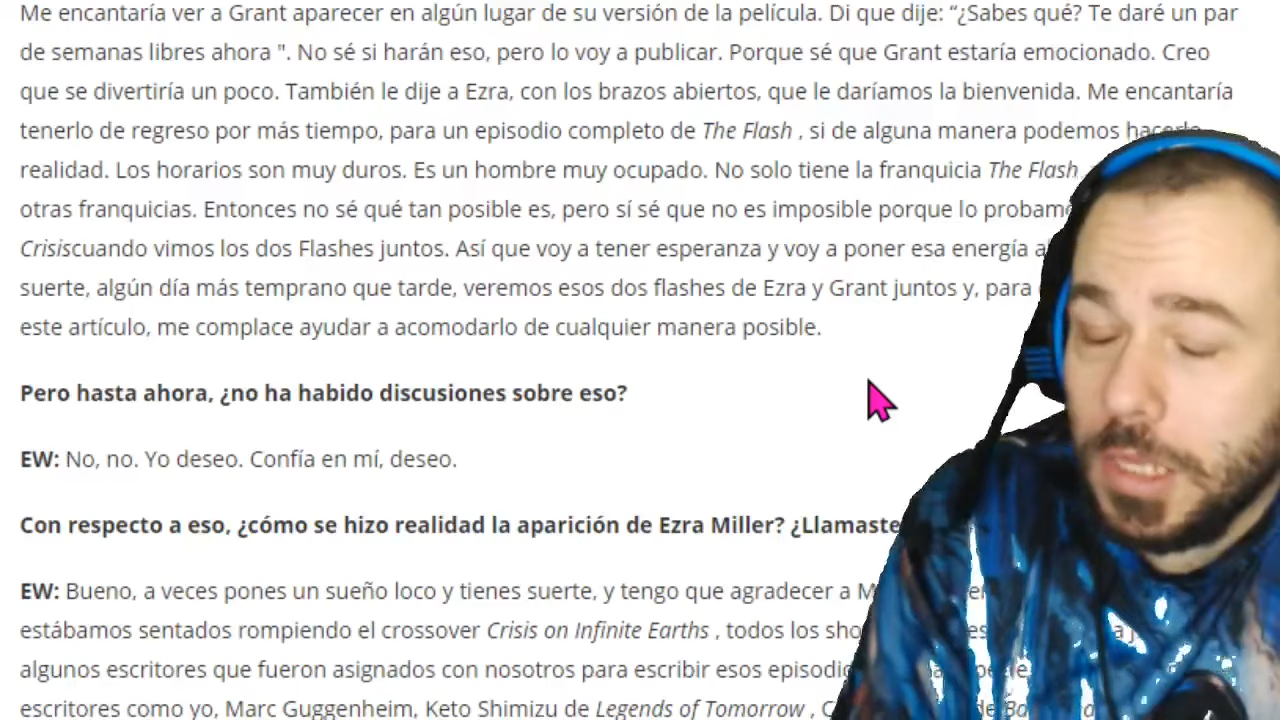 Me encantaría ver a Grant aparecer en algún lugar de su versión de la película. Di que dije: “¿Sabes qué? Te daré un par
de semanas libres ahora ". No sé si harán eso, pero lo voy a publicar. Porque sé que Grant estaría emocionado. Creo
que se divertiría un poco. También le dije a Ezra, con los brazos abiertos, que le daríamos la bienvenida. Me encantaría
tenerlo de regreso por más tiempo, para un episodio completo de The Flash , si de alguna manera podemos hacerlo
realidad. Los horarios son muy duros. Es un hombre muy ocupado. No solo tiene la franquicia The Flash
otras franquicias. Entonces no sé qué tan posible es, pero sí sé que no es imposible porque lo probamo
Crisiscuando vimos los dos Flashes juntos. Así que voy a tener esperanza y voy a poner esa energía
suerte, algún día más temprano que tarde, veremos esos dos flashes de Ezra y Grant juntos y, para
este artículo, me complace ayudar a acomodarlo de cualquier manera posible.
Pero hasta ahora, ¿no ha habido discusiones sobre eso?
EW: No, no. Yo deseo. Confía en mí, deseo.
Con respecto a eso, ¿cómo se hizo realidad la aparición de Ezra Miller? ¿Llamaste
EW: Bueno, a veces pones un sueño loco y tienes suerte, y tengo que agradecer a
estábamos sentados rompiendo el crossover Crisis on Infinite Earths , todos los
algunos escritores que fueron asignados con nosotros para escribir esos
escritores como yo, Marc Guggenheim, Keto Shimizu de Legends of Tomorrow ,